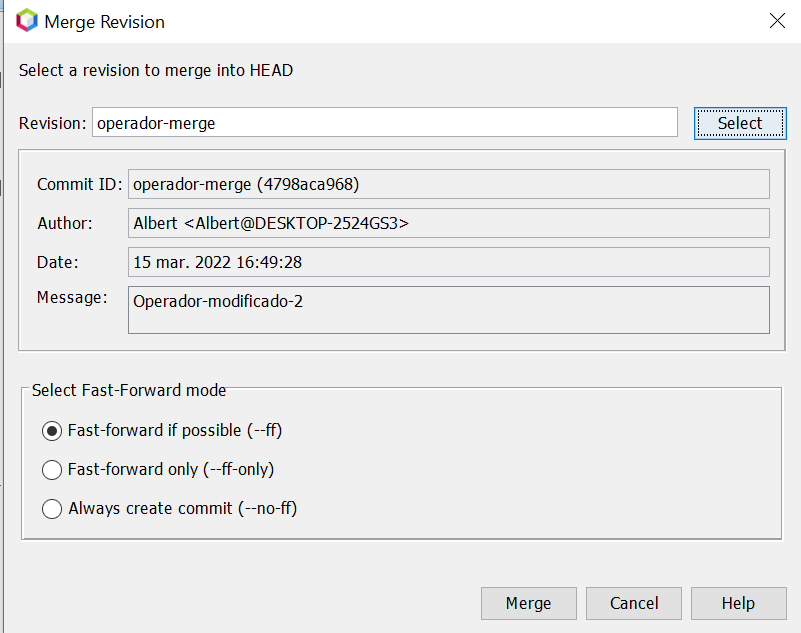 Merge Revision
Select a revision to merge into HEAD
Revision: operador-merge Select
Commit ID: operador-merge (4798aca968)
Author: Albert <Albert@DESKTOP-2524GS3>
Date: 15 mar. 2022 16:49:28
Message: Operador-modificado-2
Select Fast-Forward mode
Fast-forward if possible (--ff)
Fast-forward only (--ff-only)
Always create commit (--no-ff)
Merge Cancel Help